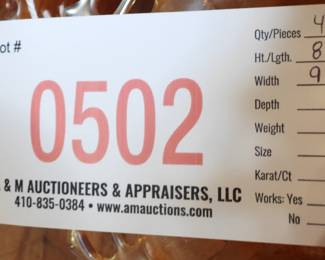 ot #
0502
& M AUCTIONEERS & APPRAISERS, LLC
410-835-0384 • www.amauctions.com
Qty/Pieces 4
Ht./Lgth. 8
Width 9
Depth
Weight
Size
Karat/Ct
Works: Yes
No